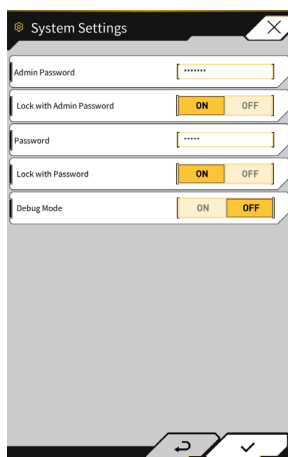 System Settings
Admin Password
•••••••
Lock with Admin Password
ON
OFF
Password
•••••
Lock with Password
ON
OFF
Debug Mode
ON
OFF